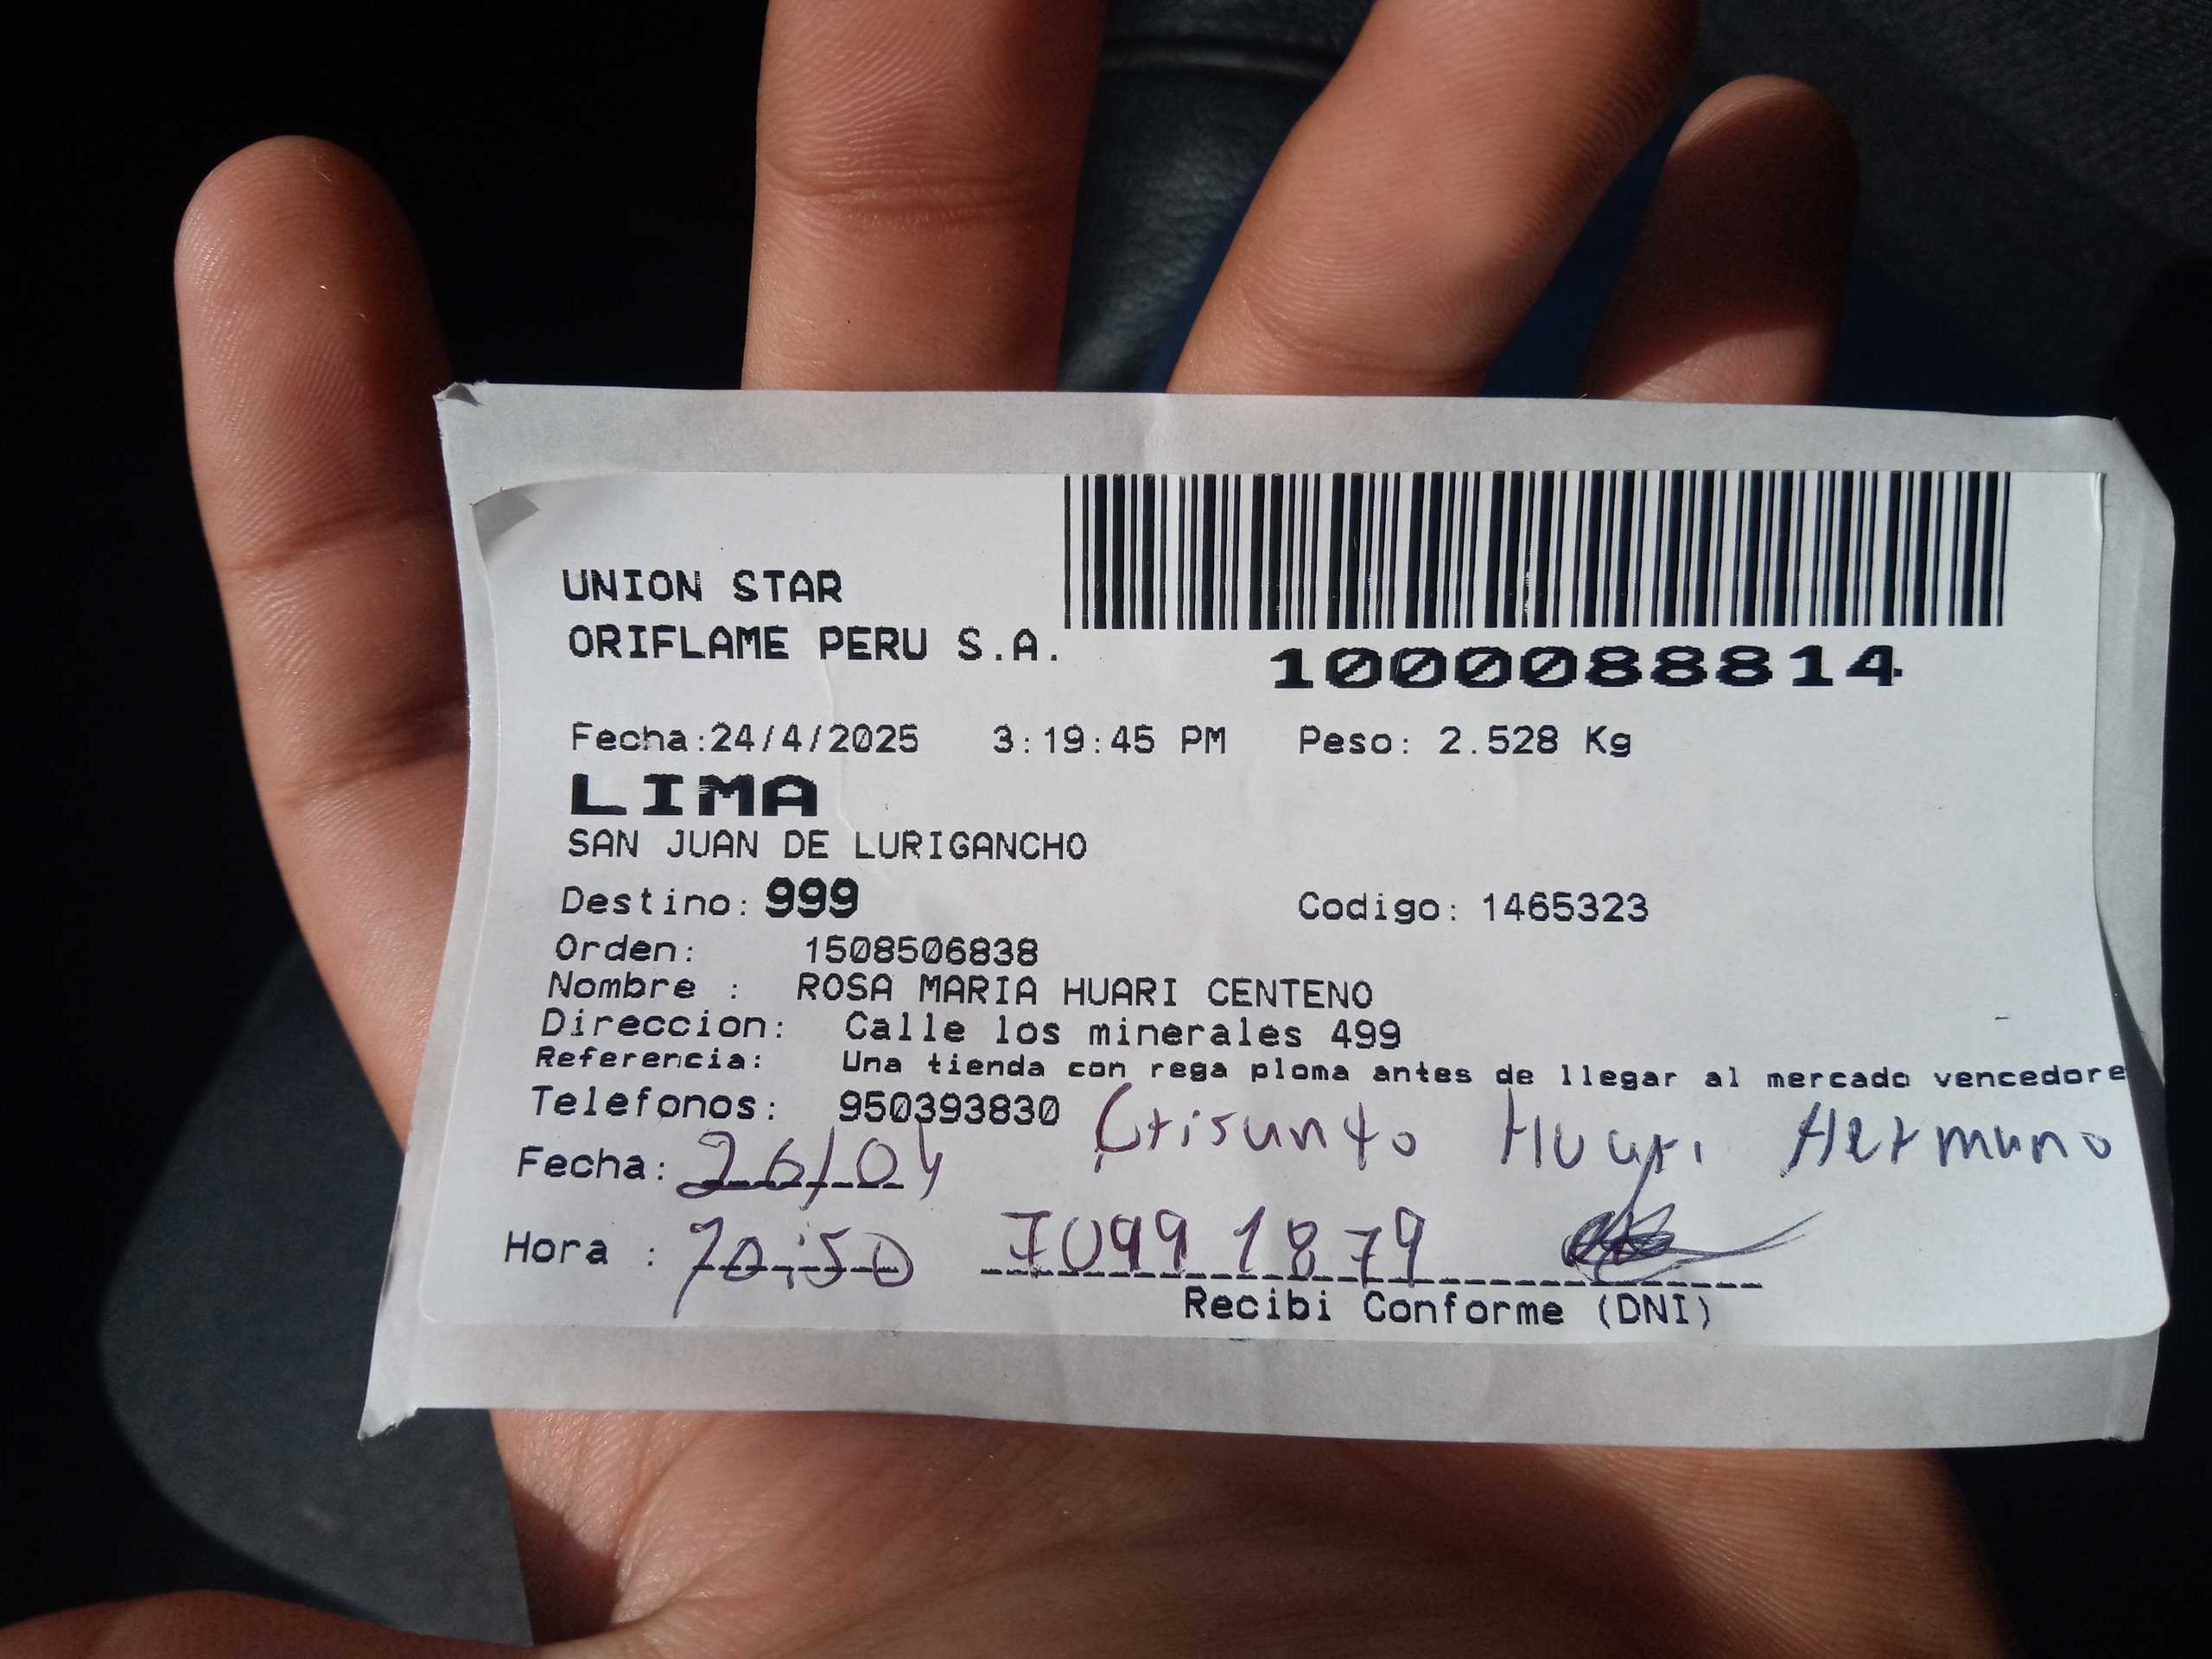 UNION STAR
ORIFLAME PERU S.A.
1000088814
Fecha:24/4/2025 3:19:45 PM Peso: 2.528 Kg
LIMA
SAN JUAN DE LURIGANCHO
Destino: 999 Codigo: 1465323
Orden: 1508506838
Nombre : ROSA MARIA HUARI CENTENO
Direccion: Calle los minerales 499
Referencia: Una tienda con rega ploma antes de llegar al mercado vencedore
Telefonos: 950393830
Crisunto Huari Hermano
Fecha: 26/04
Hora : 10:50 70991879
Recibi Conforme (DNI)